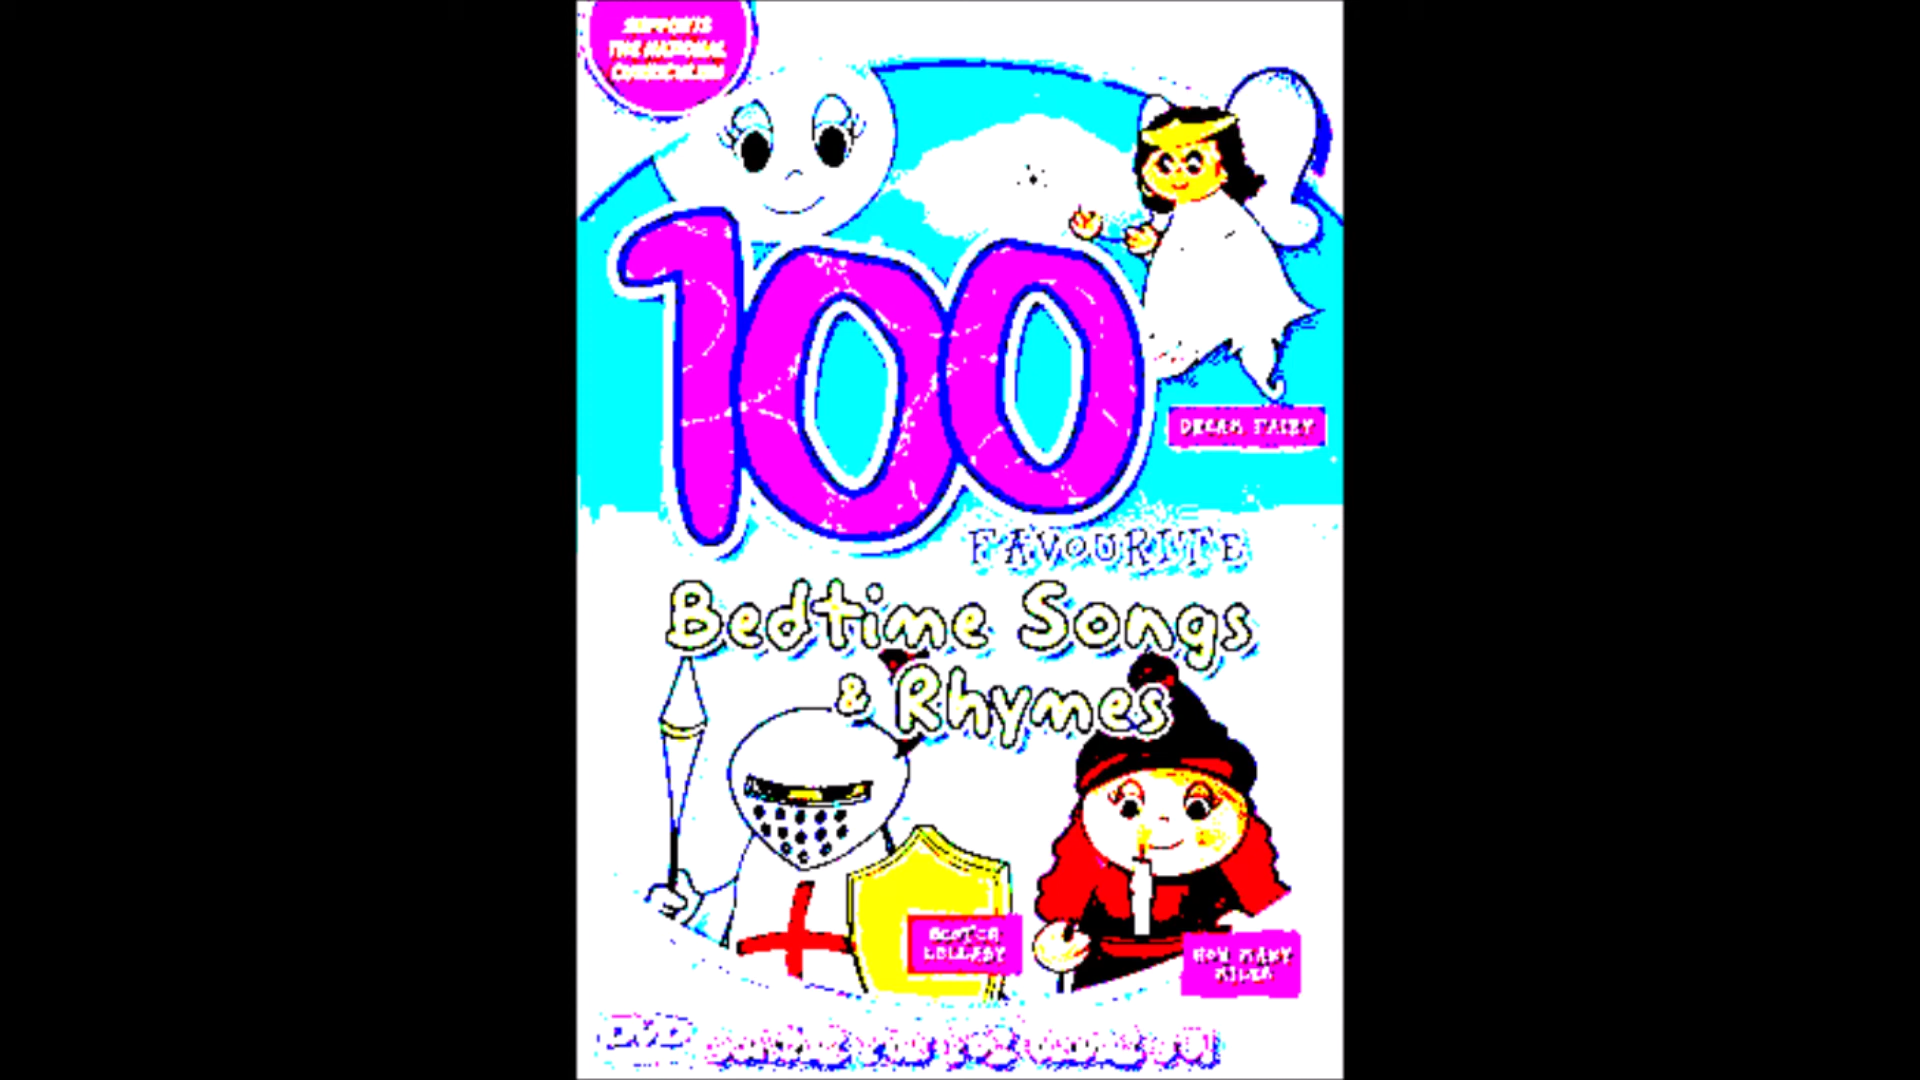 SUPPORTS
THE NATIONAL
CURRICULUM
100
DREAM FAIRY
FAVOURITE
Bedtime Songs
& Rhymes
SCOTCH
LULLABY
HOW MANY
MILES
DVD